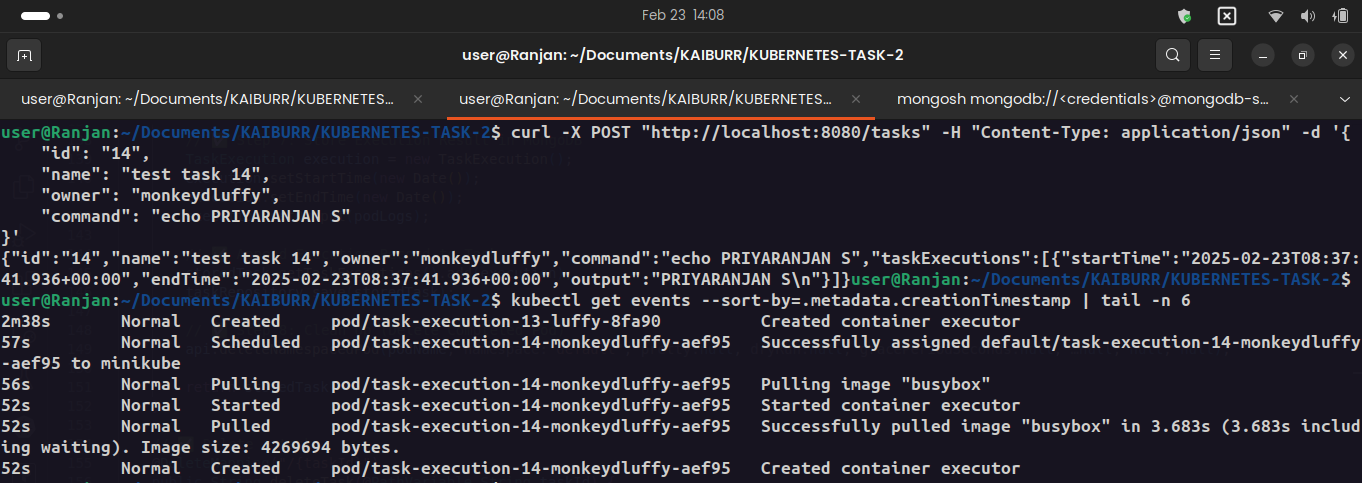 Feb 23 14:08
user@Ranjan: ~/Documents/KAIBURR/KUBERNETES-TASK-2
user@Ranjan: ~/Documents/KAIBURR/KUBERNETES... × user@Ranjan: ~/Documents/KAIBURR/KUBERNETES... × mongosh mongodb://<credentials>@mongodb-s... ×
user@Ranjan:~/Documents/KAIBURR/KUBERNETES-TASK-2$ curl -X POST "http://localhost:8080/tasks" -H "Content-Type: application/json" -d '{
    "id": "14",
    "name": "test task 14",
    "owner": "monkeydluffy",
    "command": "echo PRIYARANJAN S"
}'
{"id":"14","name":"test task 14","owner":"monkeydluffy","command":"echo PRIYARANJAN S","taskExecutions":[{"startTime":"2025-02-23T08:37:
41.936+00:00","endTime":"2025-02-23T08:37:41.936+00:00","output":"PRIYARANJAN S\n"}]}user@Ranjan:~/Documents/KAIBURR/KUBERNETES-TASK-2$
user@Ranjan:~/Documents/KAIBURR/KUBERNETES-TASK-2$ kubectl get events --sort-by=.metadata.creationTimestamp | tail -n 6
2m38s       Normal   Created     pod/task-execution-13-luffy-8fa90          Created container executor
57s         Normal   Scheduled   pod/task-execution-14-monkeydluffy-aef95   Successfully assigned default/task-execution-14-monkeydluffy
-aef95 to minikube
56s         Normal   Pulling     pod/task-execution-14-monkeydluffy-aef95   Pulling image "busybox"
52s         Normal   Started     pod/task-execution-14-monkeydluffy-aef95   Started container executor
52s         Normal   Pulled      pod/task-execution-14-monkeydluffy-aef95   Successfully pulled image "busybox" in 3.683s (3.683s includ
ing waiting). Image size: 4269694 bytes.
52s         Normal   Created     pod/task-execution-14-monkeydluffy-aef95   Created container executor